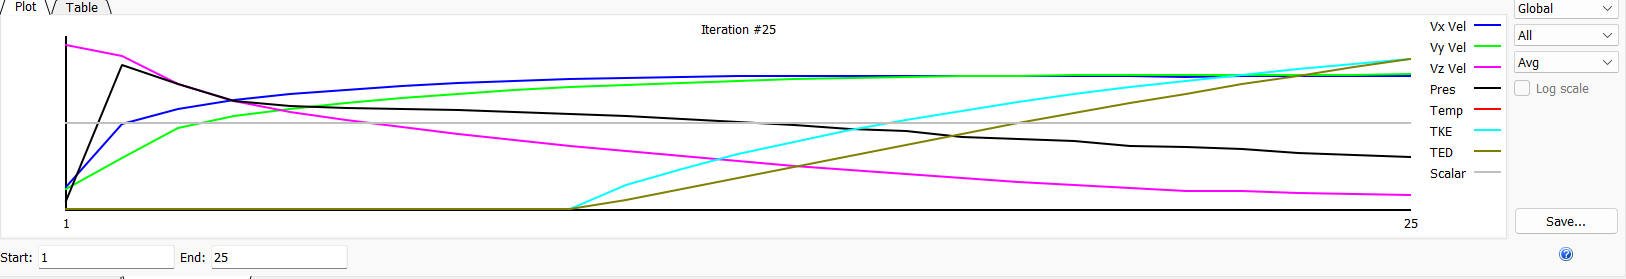 Plot Table
Iteration #25
Vx Vel
Vy Vel
Vz Vel
Pres
Temp
TKE
TED
Scalar
1
25
Global
All
Avg
Log scale
Save...
Start: 1 End: 25
?